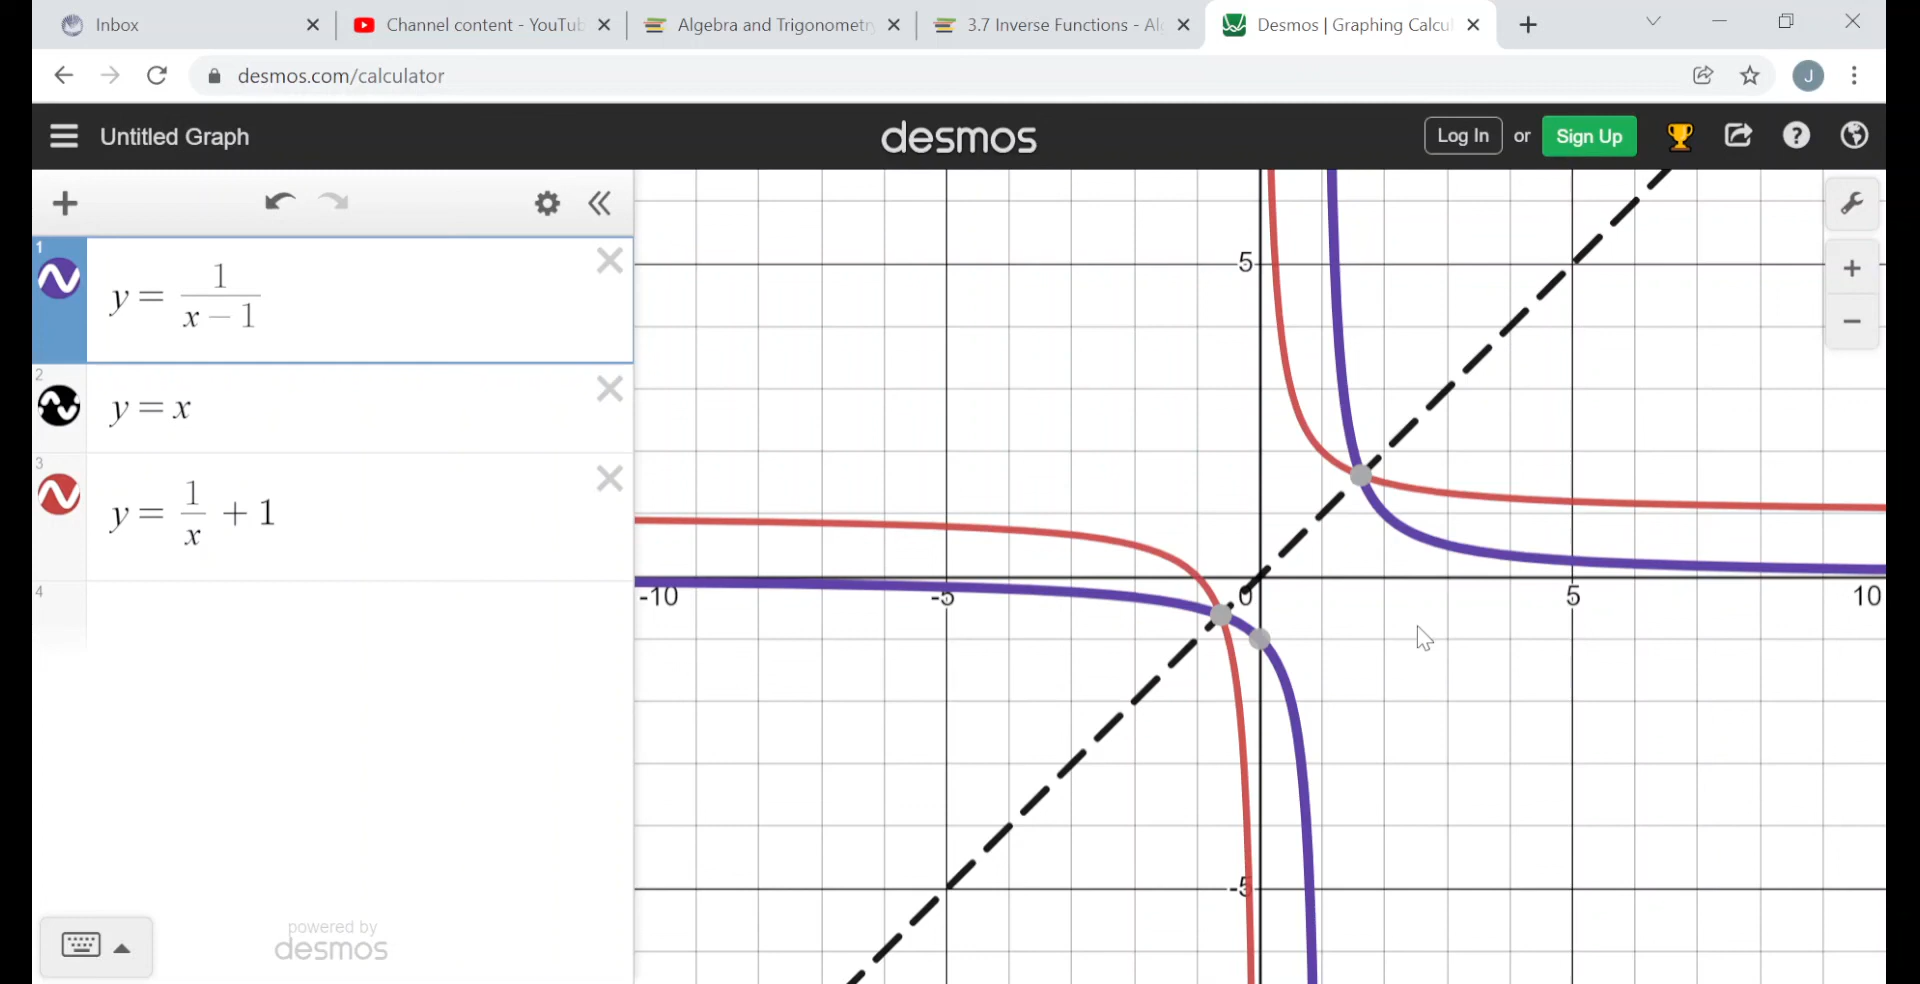 Inbox
Channel content - YouTub
Algebra and Trigonometry
3.7 Inverse Functions - Al
Desmos | Graphing Calcul
desmos.com/calculator
J
Untitled Graph
desmos
Log In or Sign Up
1
y = 1/(x − 1)
2
y = x
3
y = 1/x + 1
4
5
-10
-5
0
5
10
-5
powered by
desmos